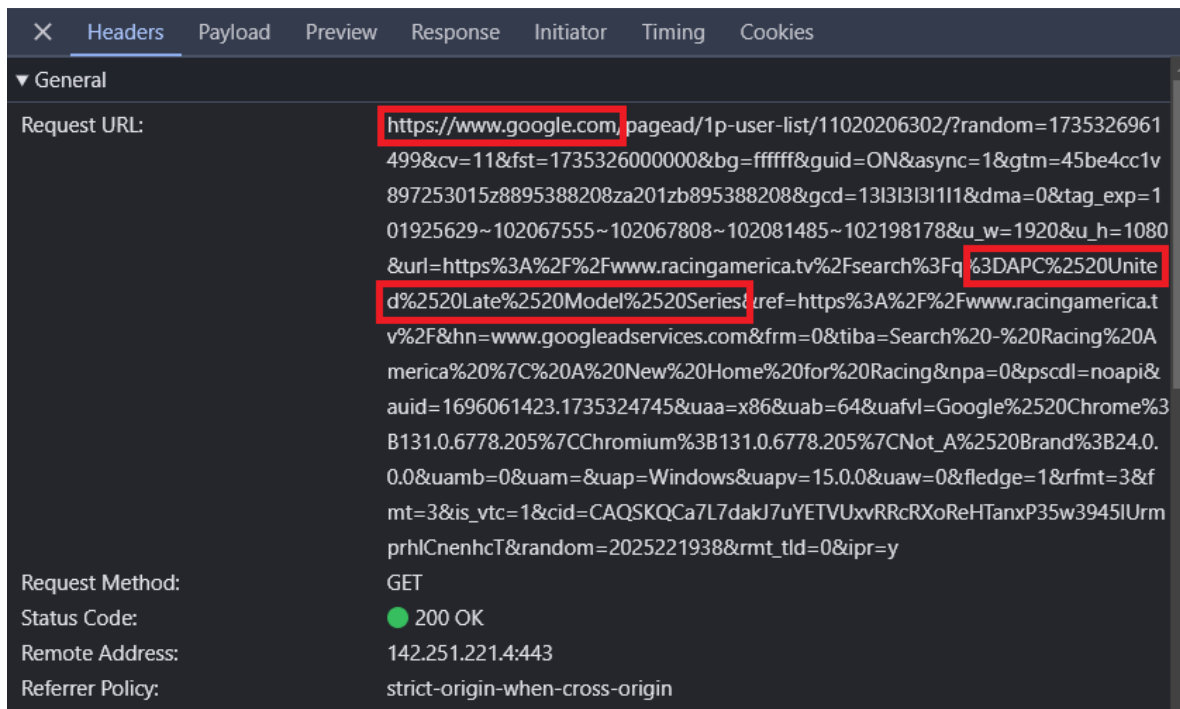 Headers Payload Preview Response Initiator Timing Cookies
General
Request URL:
https://www.google.com/pagead/1p-user-list/11020206302/?random=1735326961
499&cv=11&fst=1735326000000&bg=ffffff&guid=ON&async=1&gtm=45be4cc1v
897253015z8895388208za201zb895388208&gcd=13l3l3l3l1l1&dma=0&tag_exp=1
01925629~102067555~102067808~102081485~102198178&u_w=1920&u_h=1080
&url=https%3A%2F%2Fwww.racingamerica.tv%2Fsearch%3Fq%3DAPC%2520Unite
d%2520Late%2520Model%2520Series&ref=https%3A%2F%2Fwww.racingamerica.t
v%2F&hn=www.googleadservices.com&frm=0&tiba=Search%20-%20Racing%20A
merica%20%7C%20A%20New%20Home%20for%20Racing&npa=0&pscdl=noapi&
auid=1696061423.1735324745&uaa=x86&uab=64&uafvl=Google%2520Chrome%3
B131.0.6778.205%7CChromium%3B131.0.6778.205%7CNot_A%2520Brand%3B24.0.
0.0&uamb=0&uam=&uap=Windows&uapv=15.0.0&uaw=0&fledge=1&rfmt=3&f
mt=3&is_vtc=1&cid=CAQSKQCa7L7dakJ7uYETVUxvRRcRXoReHTanxP35w3945lUrm
prhlCnenhcT&random=2025221938&rmt_tld=0&ipr=y
Request Method: GET
Status Code: 200 OK
Remote Address: 142.251.221.4:443
Referrer Policy: strict-origin-when-cross-origin